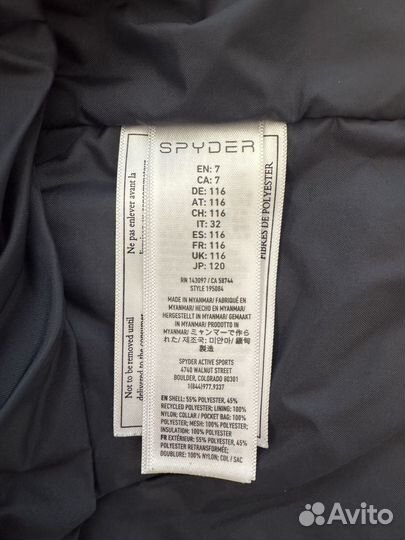 SPYDER
EN: 7
CA: 7
DE: 116
AT: 116
CH: 116
IT: 32
ES: 116
FR: 116
UK: 116
JP: 120
RN 143097 / CA 58744
STYLE 195084
MADE IN MYANMAR/ FABRIQUÉ EN
MYANMAR/ HECHO EN MYANMAR/
HERGESTELLT IN MYANMAR/ GEMAAKT
IN MYANMAR/ PRODOTTO IN
MYANMAR/ミャンマーで作ら
れた/ 제조국: 미얀마/ 緬甸
製造
SPYDER ACTIVE SPORTS
4740 WALNUT STREET
BOULDER, COLORADO 80301
1(844)977.9337
EN SHELL: 55% POLYESTER, 45%
RECYCLED POLYESTER; LINING: 100%
NYLON; COLLAR / POCKET BAG: 100%
POLYESTER; MESH: 100% POLYESTER;
INSULATION: 100% POLYESTER
FR EXTÉRIEUR: 55% POLYESTER, 45%
POLYESTER RETRANSFORMÉ;
DOUBLURE: 100% NYLON; COL / SAC
Ne pas enlever avant la
Not to be removed until
delivered to the consumer
FIBRES DE POLYESTER
Avito